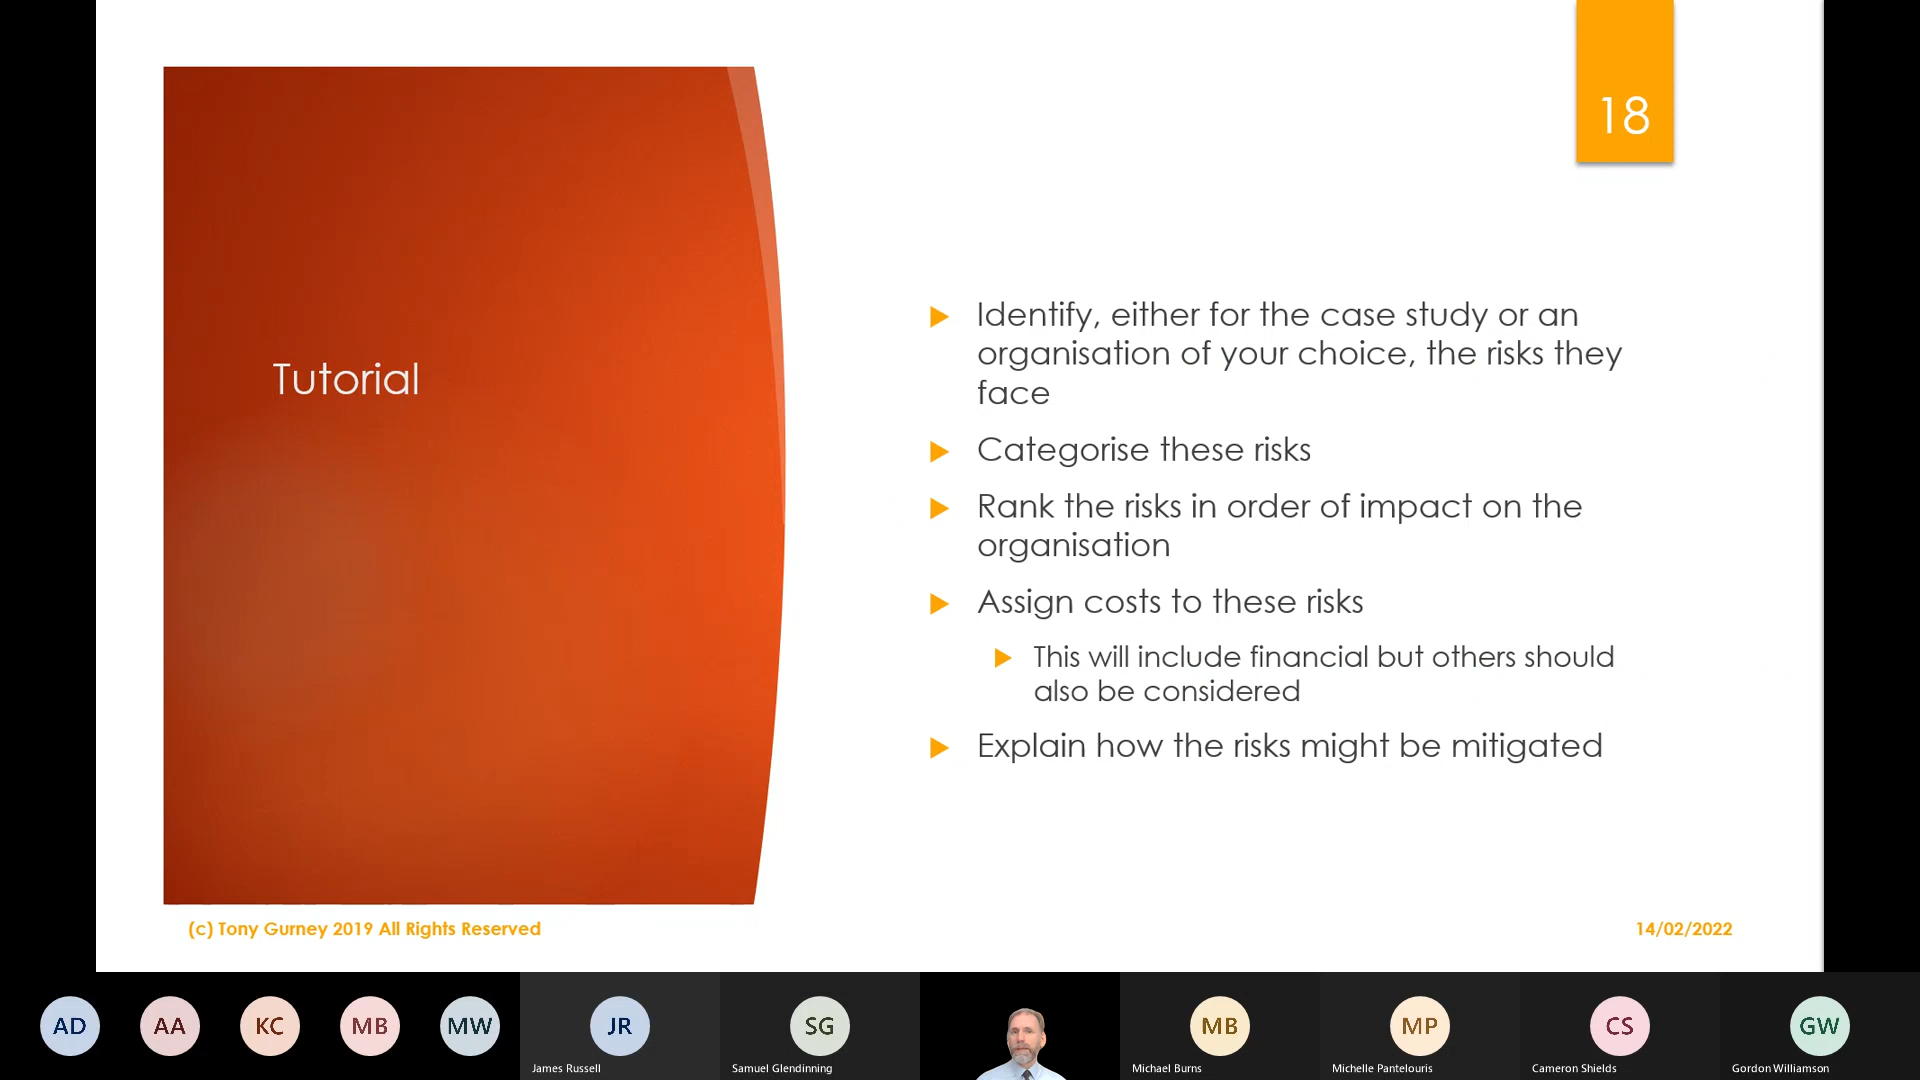 18
Tutorial
Identify, either for the case study or an
organisation of your choice, the risks they
face
Categorise these risks
Rank the risks in order of impact on the
organisation
Assign costs to these risks
This will include financial but others should
also be considered
Explain how the risks might be mitigated
(c) Tony Gurney 2019 All Rights Reserved
14/02/2022
AD
AA
KC
MB
MW
JR
James Russell
SG
Samuel Glendinning
MB
Michael Burns
MP
Michelle Pantelouris
CS
Cameron Shields
GW
Gordon Williamson